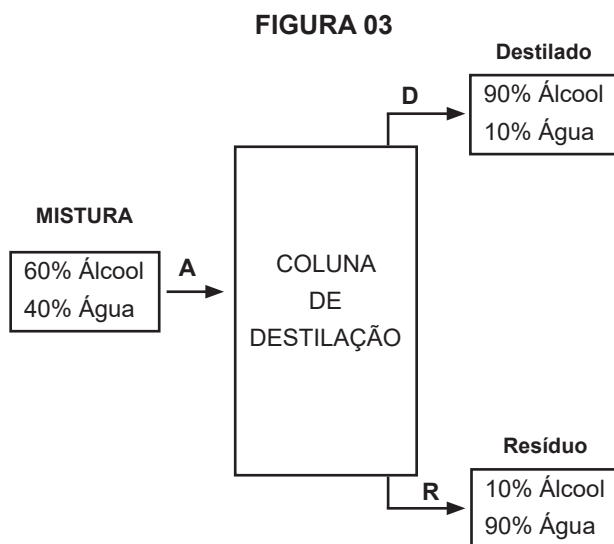 FIGURA 03
Destilado
D
90% Álcool
10% Água
MISTURA
60% Álcool
40% Água
A
COLUNA
DE
DESTILAÇÃO
Resíduo
R
10% Álcool
90% Água